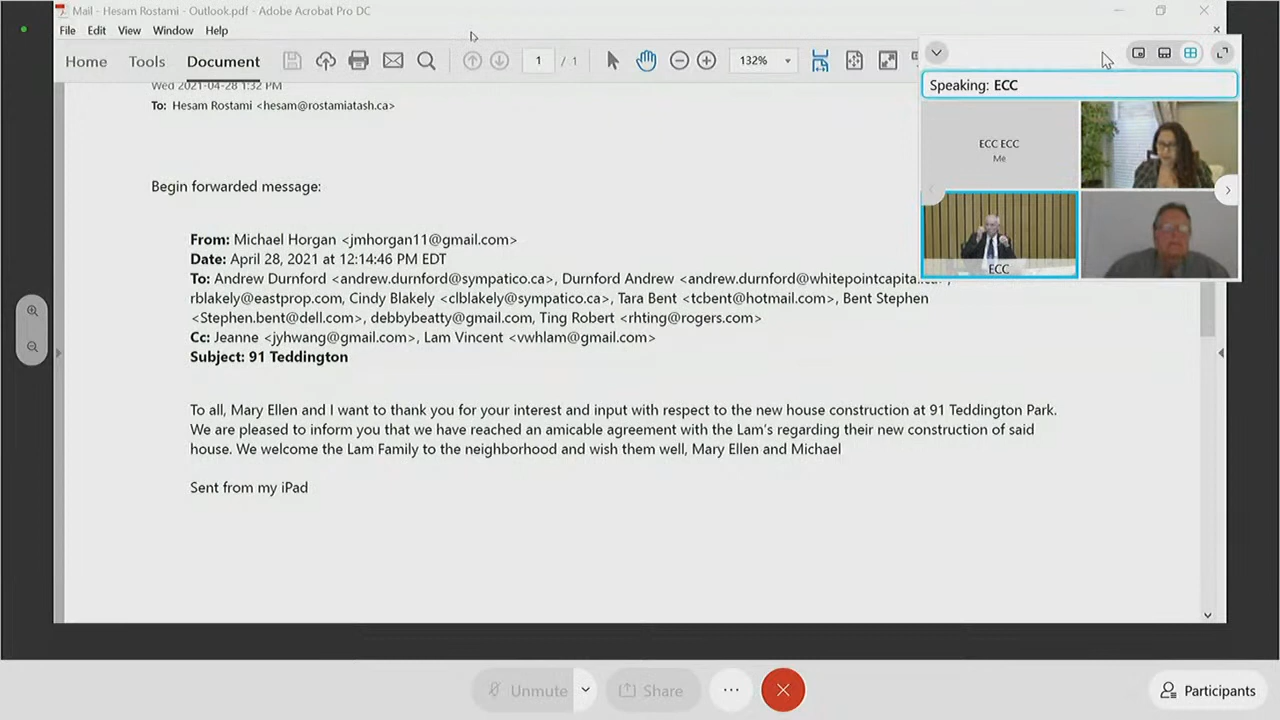 Mail - Hesam Rostami - Outlook.pdf - Adobe Acrobat Pro DC
File Edit View Window Help
Home Tools Document 1 / 1 132%
Speaking: ECC
ECC ECC
Me
ECC
Wed 2021-04-28 1:32 PM
To: Hesam Rostami <hesam@rostamiatash.ca>
Begin forwarded message:
From: Michael Horgan <jmhorgan11@gmail.com>
Date: April 28, 2021 at 12:14:46 PM EDT
To: Andrew Durnford <andrew.durnford@sympatico.ca>, Durnford Andrew
rblakely@eastprop.com, Cindy Blakely <clblakely@sympatico.ca>, Tara Bent <tcbent@hotmail.com>, Bent Stephen
<Stephen.bent@dell.com>, debbybeatty@gmail.com, Ting Robert <rhting@rogers.com>
Cc: Jeanne <jyhwang@gmail.com>, Lam Vincent <vwhlam@gmail.com>
Subject: 91 Teddington
To all, Mary Ellen and I want to thank you for your interest and input with respect to the new house construction at 91 Teddington Park.
We are pleased to inform you that we have reached an amicable agreement with the Lam's regarding their new construction of said
house. We welcome the Lam Family to the neighborhood and wish them well, Mary Ellen and Michael
Sent from my iPad
Unmute Share Participants